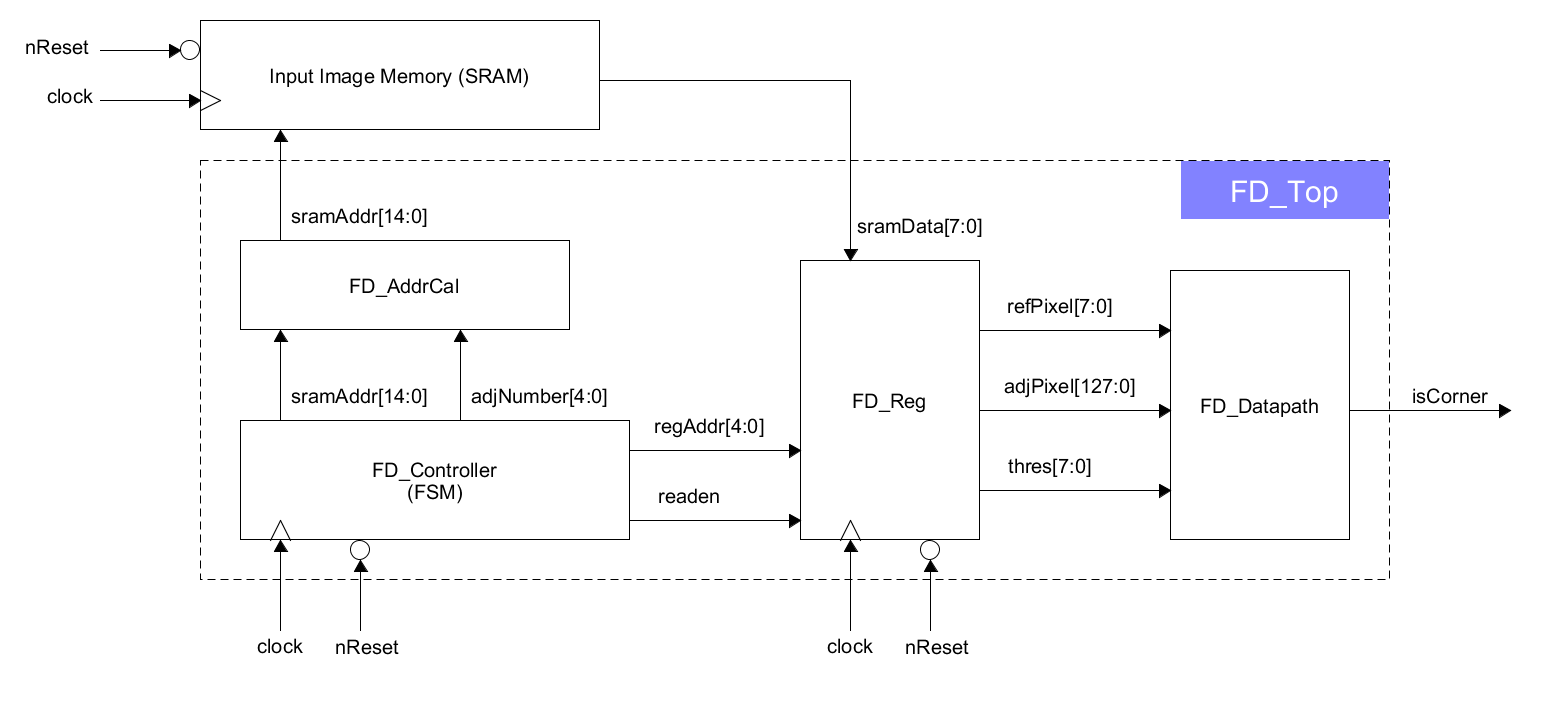 nReset
clock
Input Image Memory (SRAM)
FD_Top
sramAddr[14:0]
sramData[7:0]
FD_AddrCal
refPixel[7:0]
sramAddr[14:0]
adjNumber[4:0]
regAddr[4:0]
FD_Reg
adjPixel[127:0]
FD_Datapath
isCorner
FD_Controller
(FSM)
readen
thres[7:0]
clock
nReset
clock
nReset